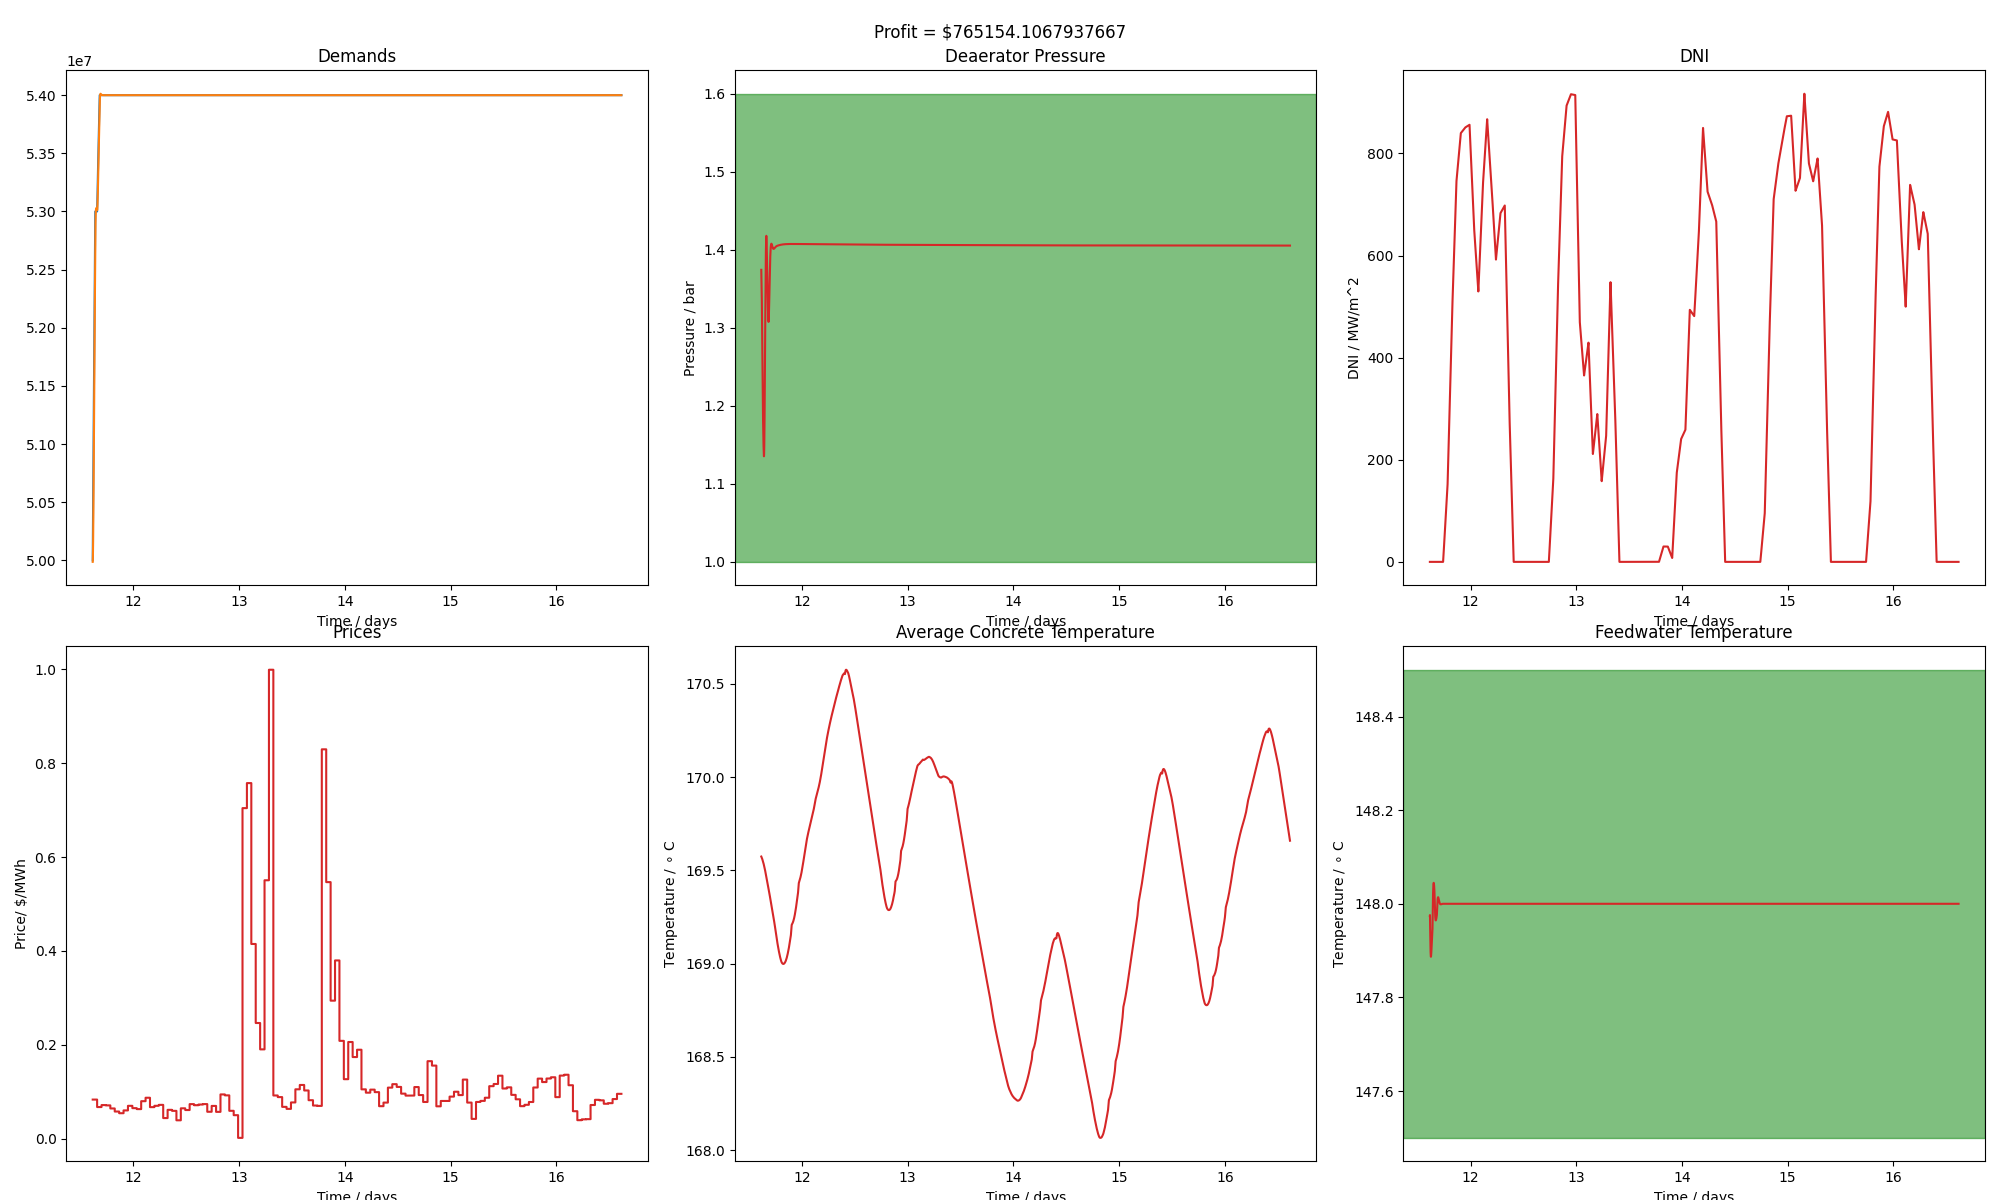 Profit = $765154.1067937667
Demands
1e7
5.40
5.35
5.30
5.25
5.20
5.15
5.10
5.05
5.00
12 13 14 15 16
Time / days
Deaerator Pressure
Pressure / bar
1.6
1.5
1.4
1.3
1.2
1.1
1.0
12 13 14 15 16
Time / days
DNI
DNI / MW/m^2
800
600
400
200
0
12 13 14 15 16
Time / days
Prices
Price/ $/MWh
1.0
0.8
0.6
0.4
0.2
0.0
12 13 14 15 16
Time / days
Average Concrete Temperature
Temperature / ∘ C
170.5
170.0
169.5
169.0
168.5
168.0
12 13 14 15 16
Time / days
Feedwater Temperature
Temperature / ∘ C
148.4
148.2
148.0
147.8
147.6
12 13 14 15 16
Time / days